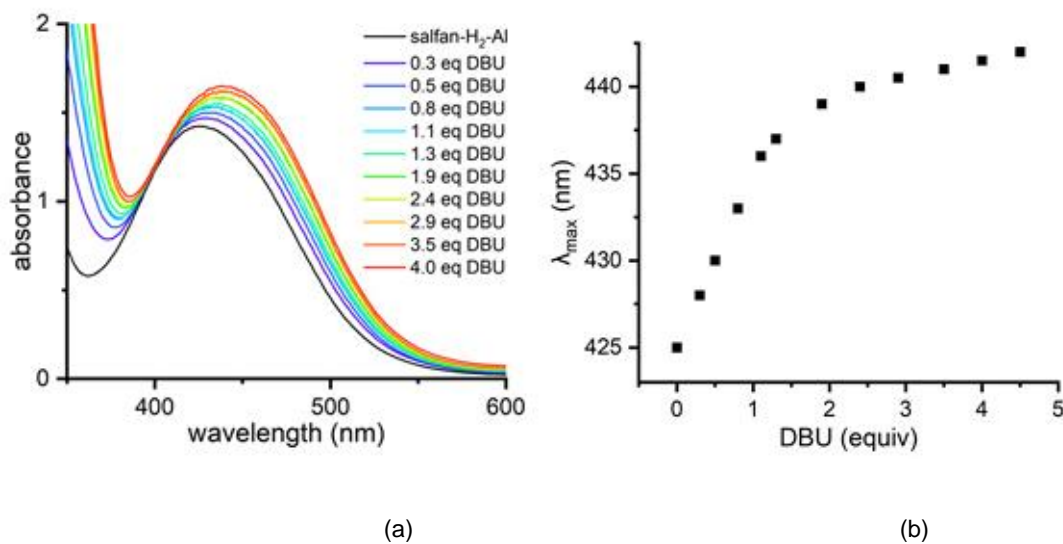 2
1
0
absorbance
400
500
600
wavelength (nm)
salfan-H₂-Al
0.3 eq DBU
0.5 eq DBU
0.8 eq DBU
1.1 eq DBU
1.3 eq DBU
1.9 eq DBU
2.4 eq DBU
2.9 eq DBU
3.5 eq DBU
4.0 eq DBU
(a)
440
435
430
425
λmax (nm)
0
1
2
3
4
5
DBU (equiv)
(b)